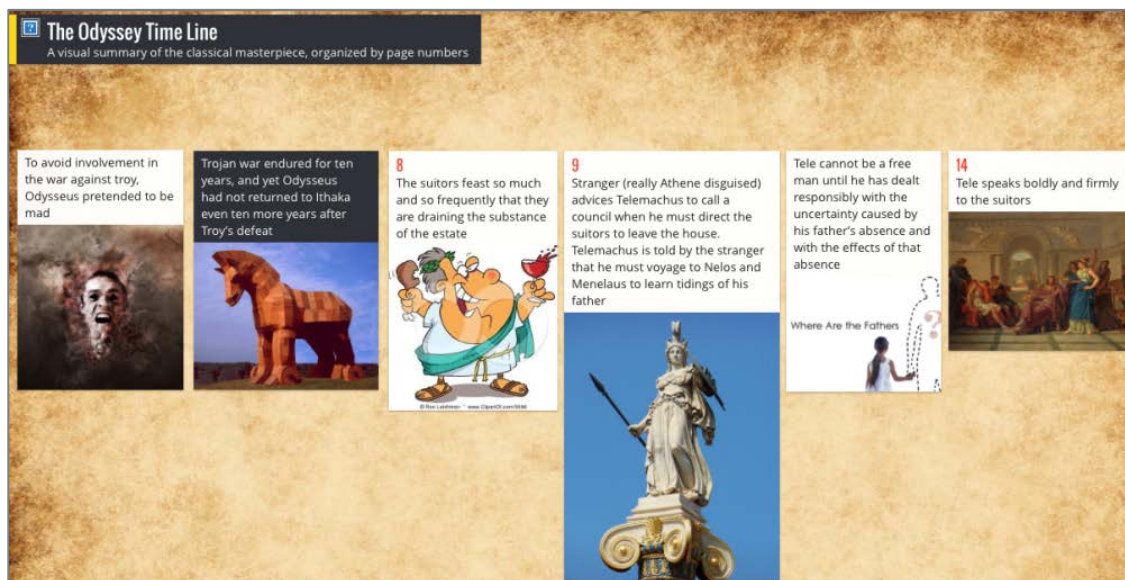 The Odyssey Time Line
A visual summary of the classical masterpiece, organized by page numbers
To avoid involvement in
the war against troy,
Odysseus pretended to be
mad
Trojan war endured for ten
years, and yet Odysseus
had not returned to Ithaka
even ten more years after
Troy's defeat
8
The suitors feast so much
and so frequently that they
are draining the substance
of the estate
9
Stranger (really Athene disguised)
advices Telemachus to call a
council when he must direct the
suitors to leave the house.
Telemachus is told by the stranger
that he must voyage to Nelos and
Menelaus to learn tidings of his
father
Tele cannot be a free
man until he has dealt
responsibly with the
uncertainty caused by
his father's absence and
with the effects of that
absence
Where Are the Fathers
?
14
Tele speaks boldly and firmly
to the suitors